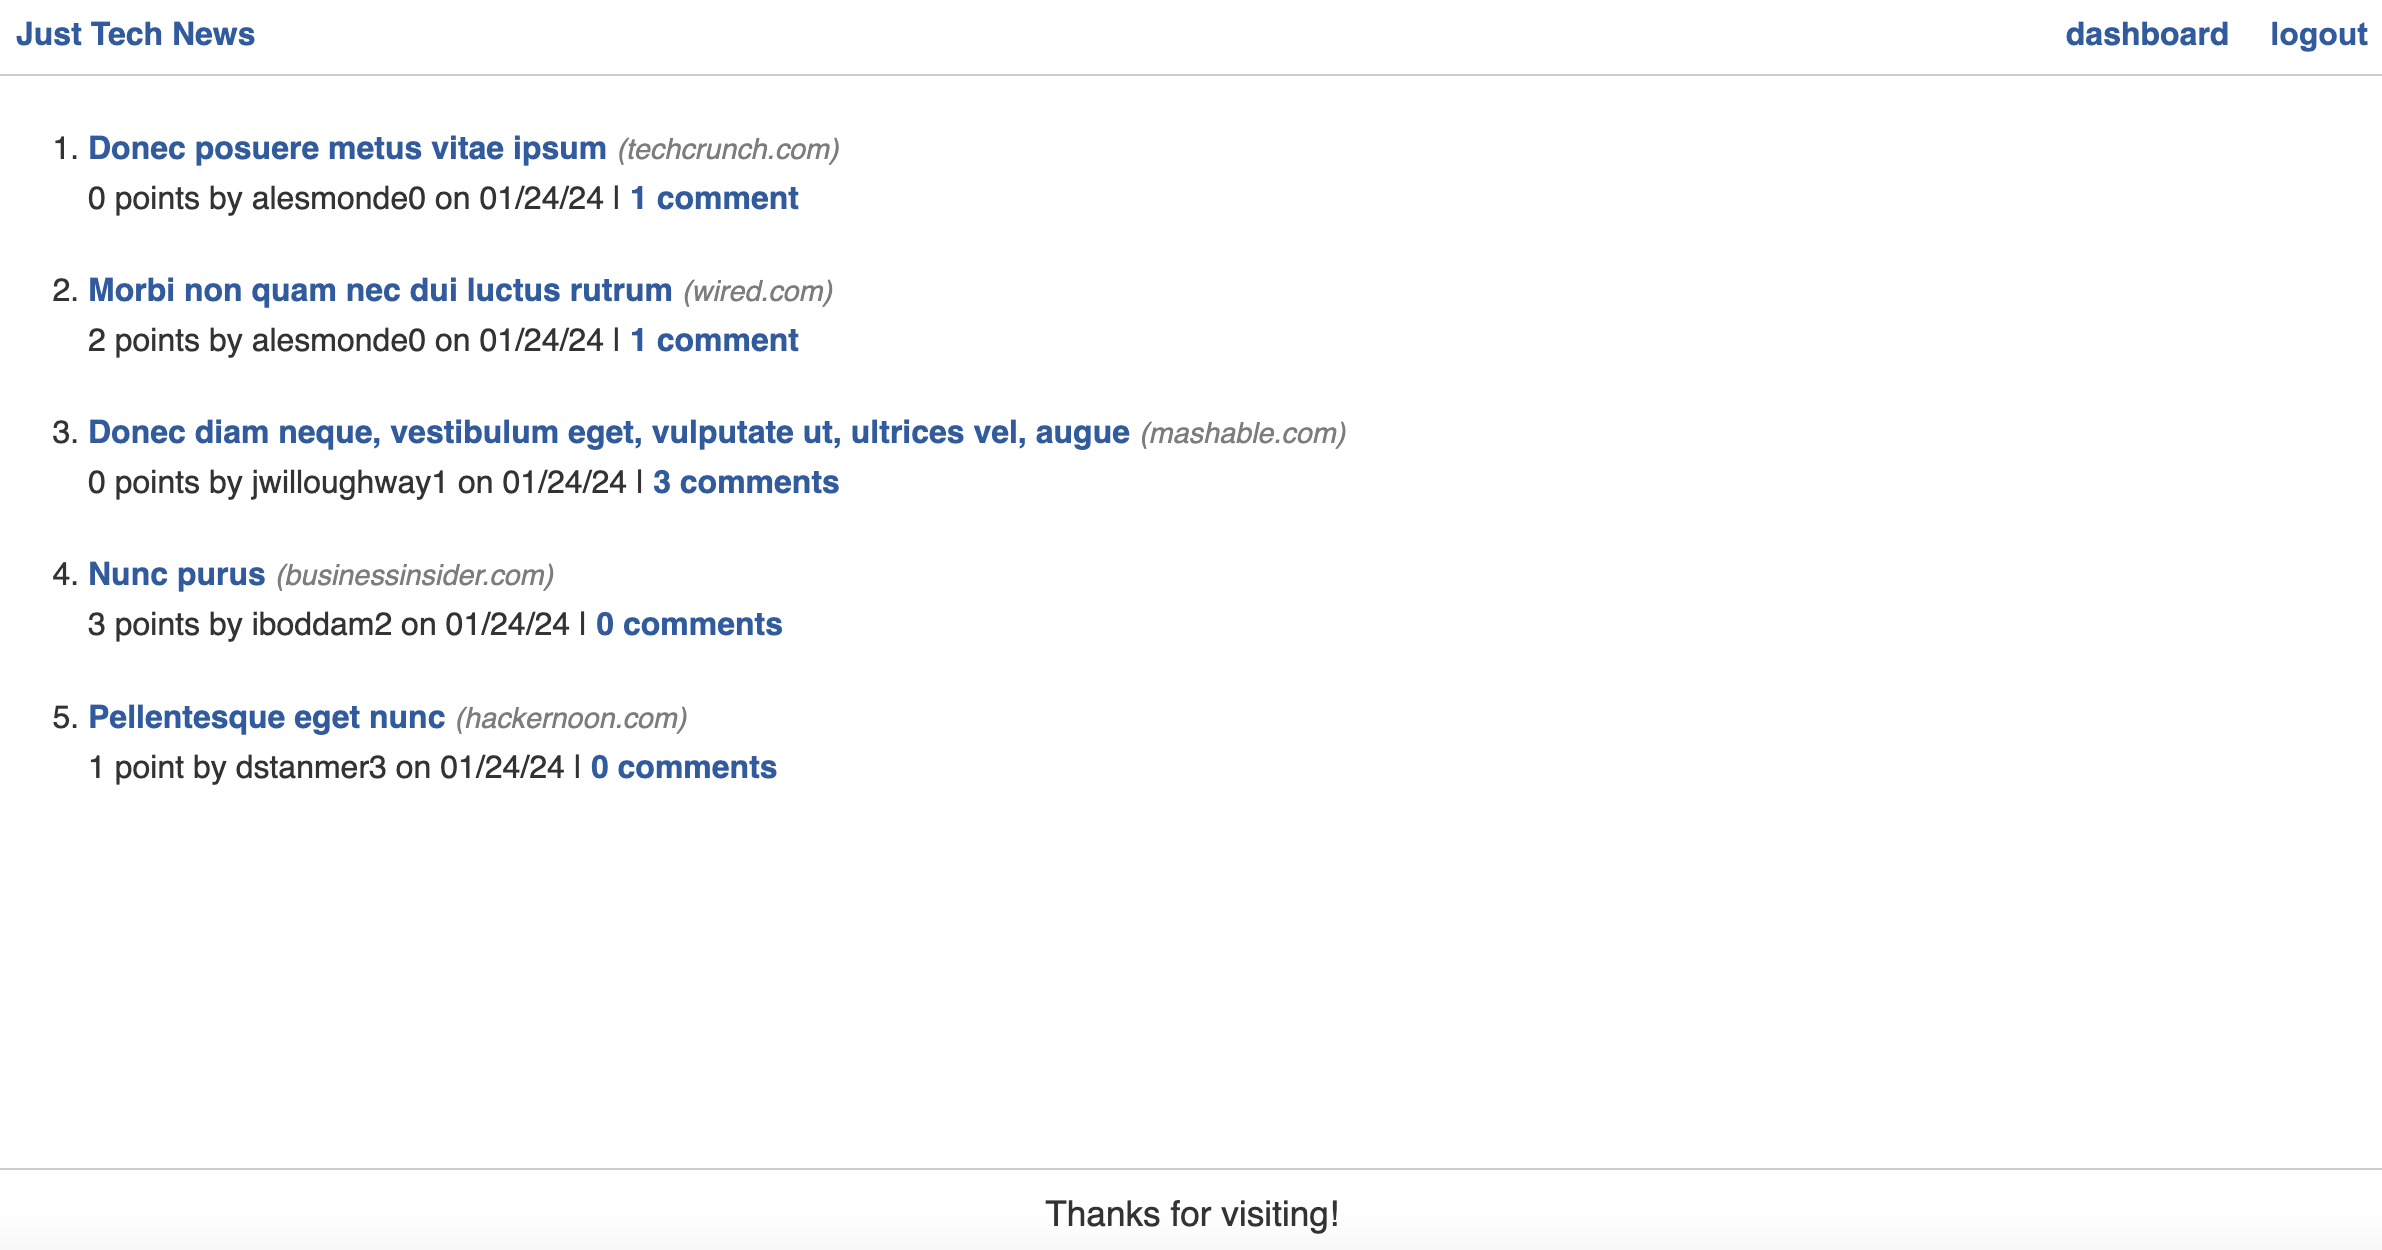 Just Tech News dashboard logout
1. Donec posuere metus vitae ipsum (techcrunch.com)
0 points by alesmonde0 on 01/24/24 | 1 comment
2. Morbi non quam nec dui luctus rutrum (wired.com)
2 points by alesmonde0 on 01/24/24 | 1 comment
3. Donec diam neque, vestibulum eget, vulputate ut, ultrices vel, augue (mashable.com)
0 points by jwilloughway1 on 01/24/24 | 3 comments
4. Nunc purus (businessinsider.com)
3 points by iboddam2 on 01/24/24 | 0 comments
5. Pellentesque eget nunc (hackernoon.com)
1 point by dstanmer3 on 01/24/24 | 0 comments
Thanks for visiting!